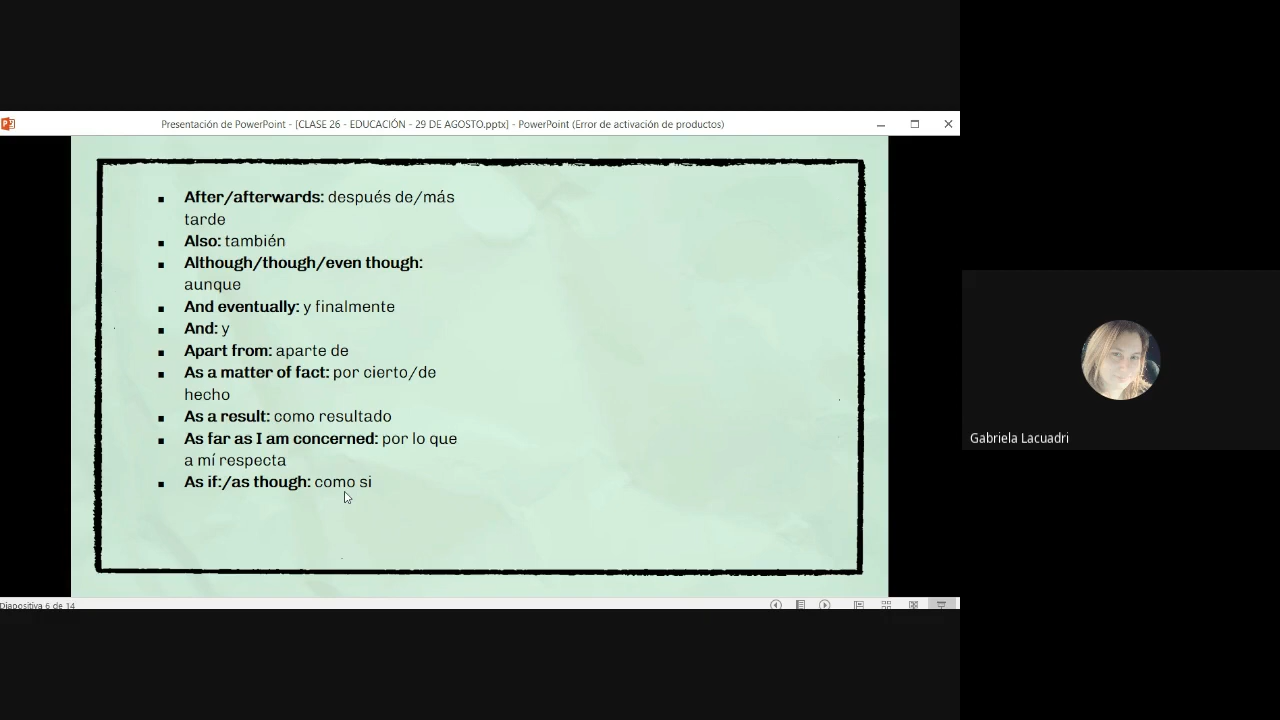 Presentación de PowerPoint - [CLASE 26 - EDUCACIÓN - 29 DE AGOSTO.pptx] - PowerPoint (Error de activación de productos)
After/afterwards: después de/más
tarde
Also: también
Although/though/even though:
aunque
And eventually: y finalmente
And: y
Apart from: aparte de
As a matter of fact: por cierto/de
hecho
As a result: como resultado
As far as I am concerned: por lo que
a mí respecta
As if:/as though: como si
Gabriela Lacuadri
Diapositiva 6 de 14